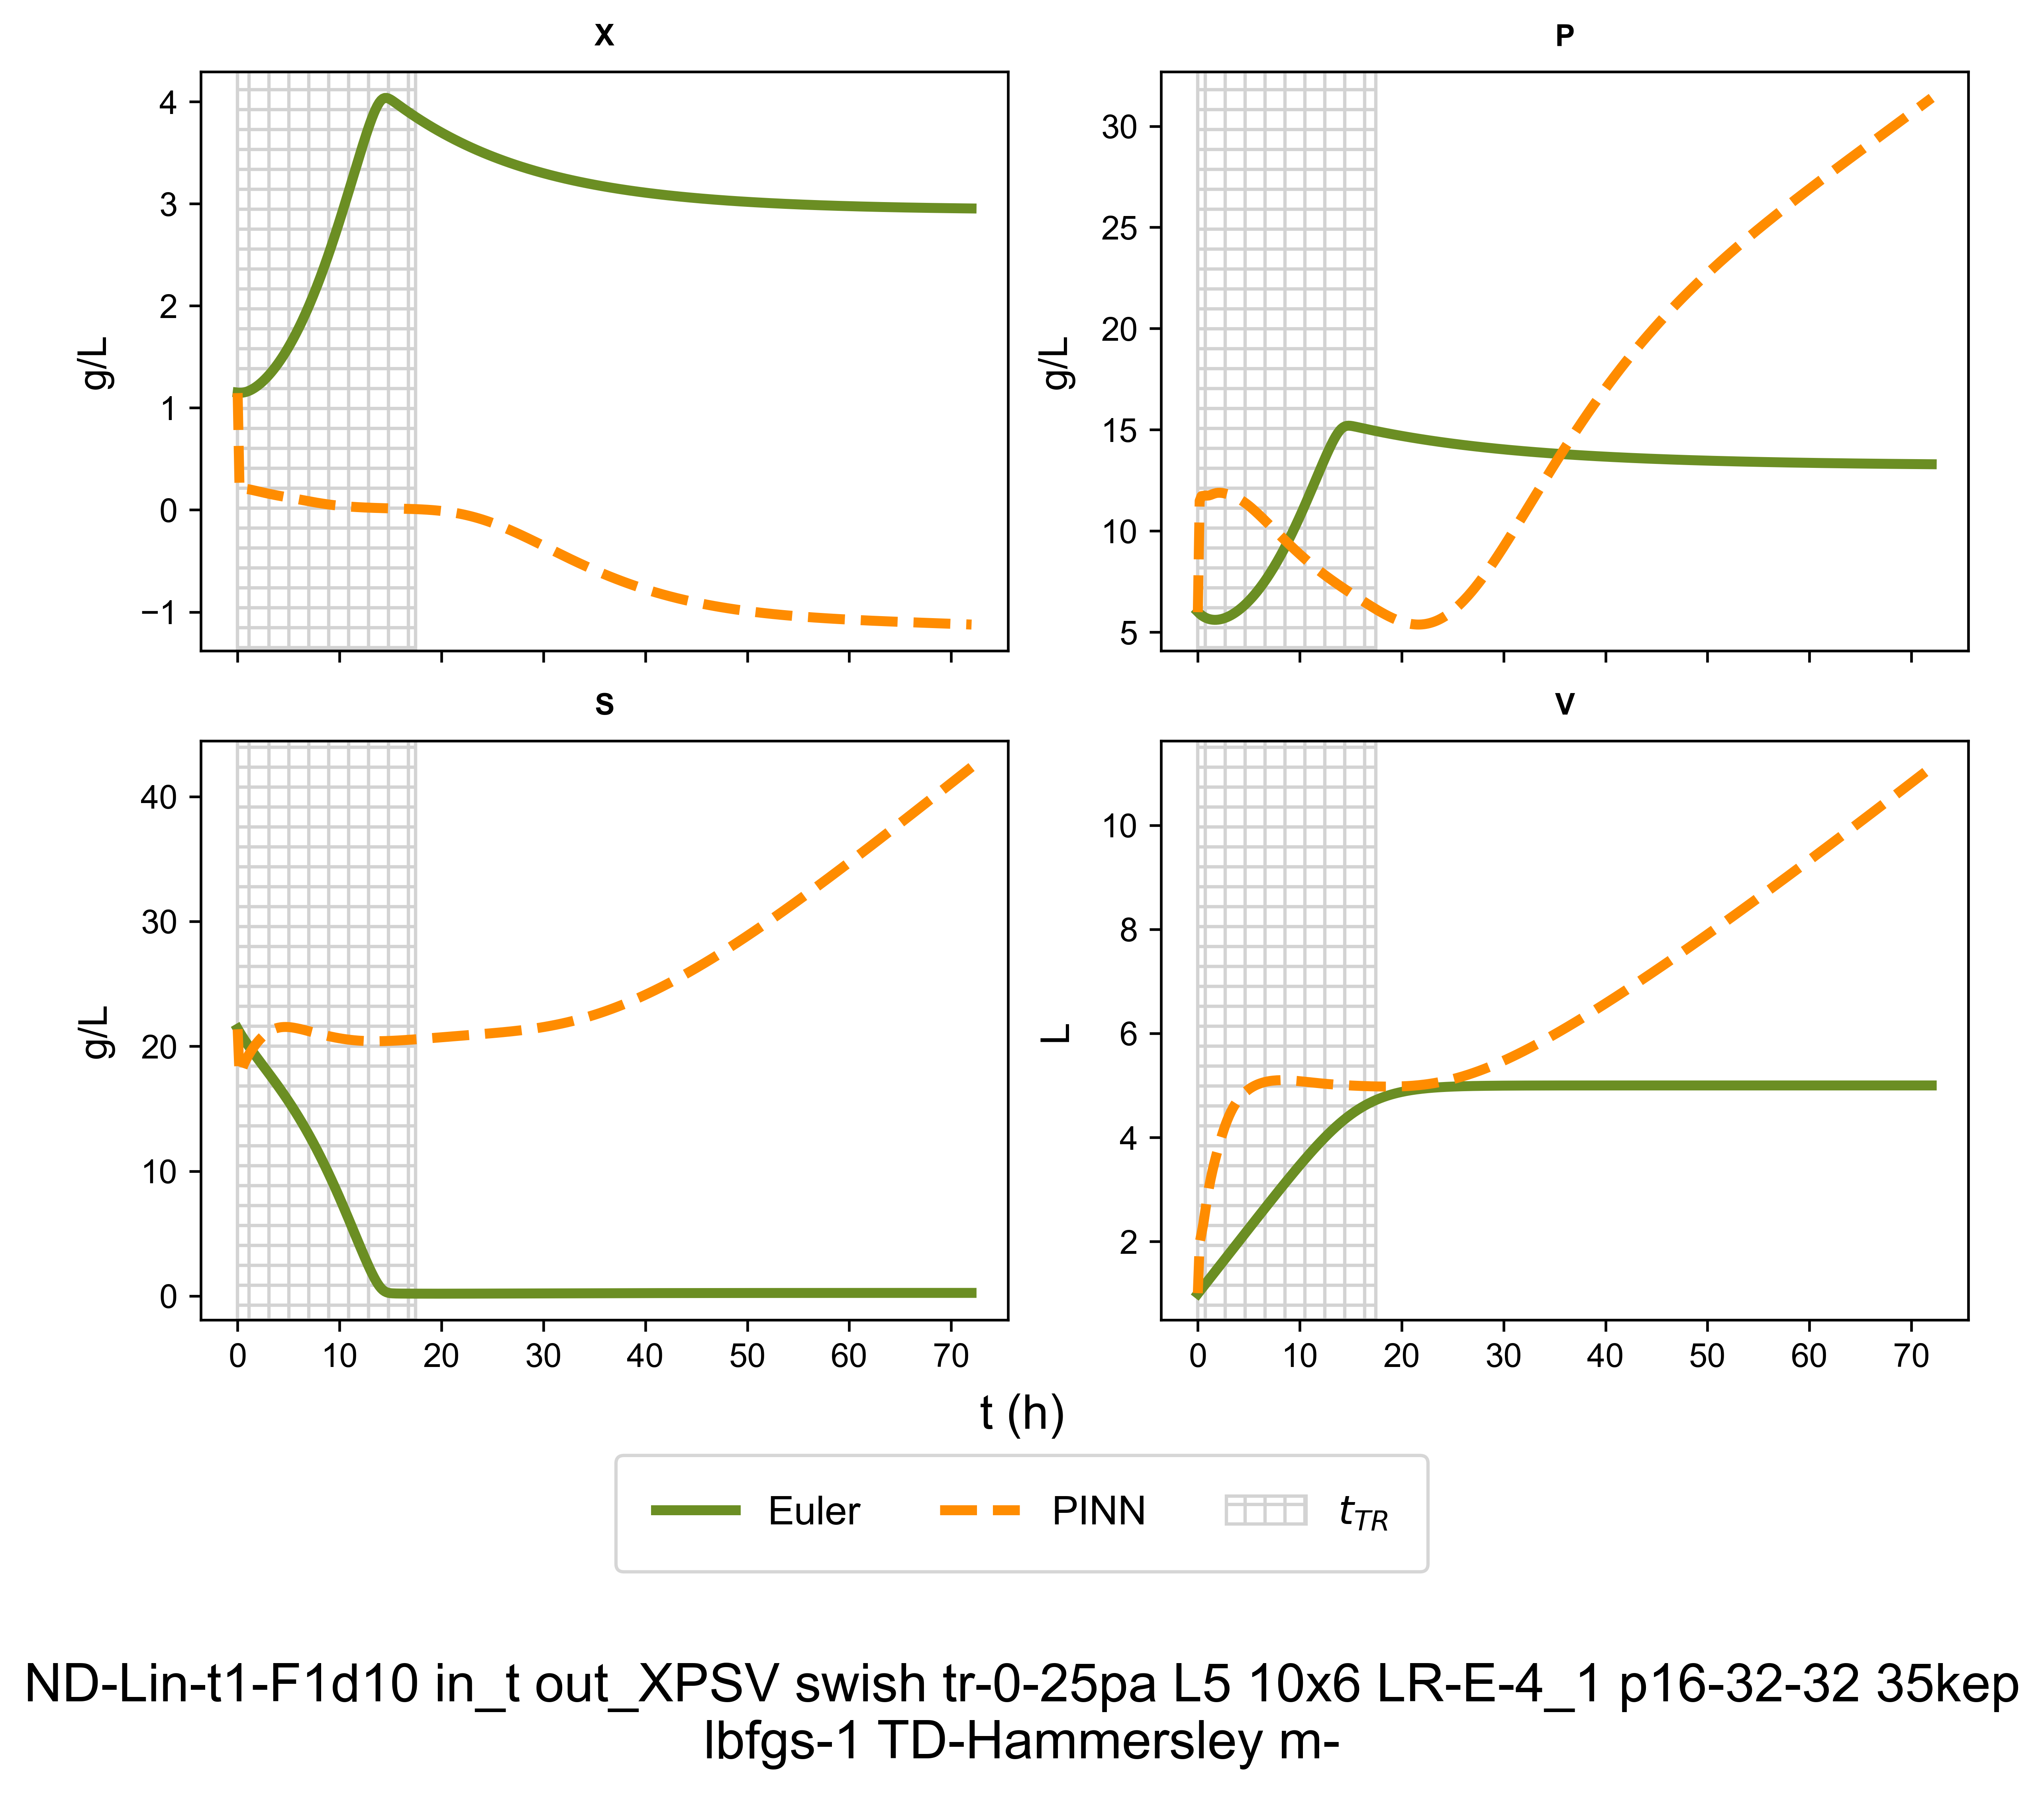 X
P
4
3
2
1
0
−1
g/L
30
25
20
15
10
5
g/L
S
V
40
30
20
10
0
g/L
0 10 20 30 40 50 60 70
10
8
6
4
2
L
0 10 20 30 40 50 60 70
t (h)
Euler PINN t_TR
ND-Lin-t1-F1d10 in_t out_XPSV swish tr-0-25pa L5 10x6 LR-E-4_1 p16-32-32 35kep
lbfgs-1 TD-Hammersley m-